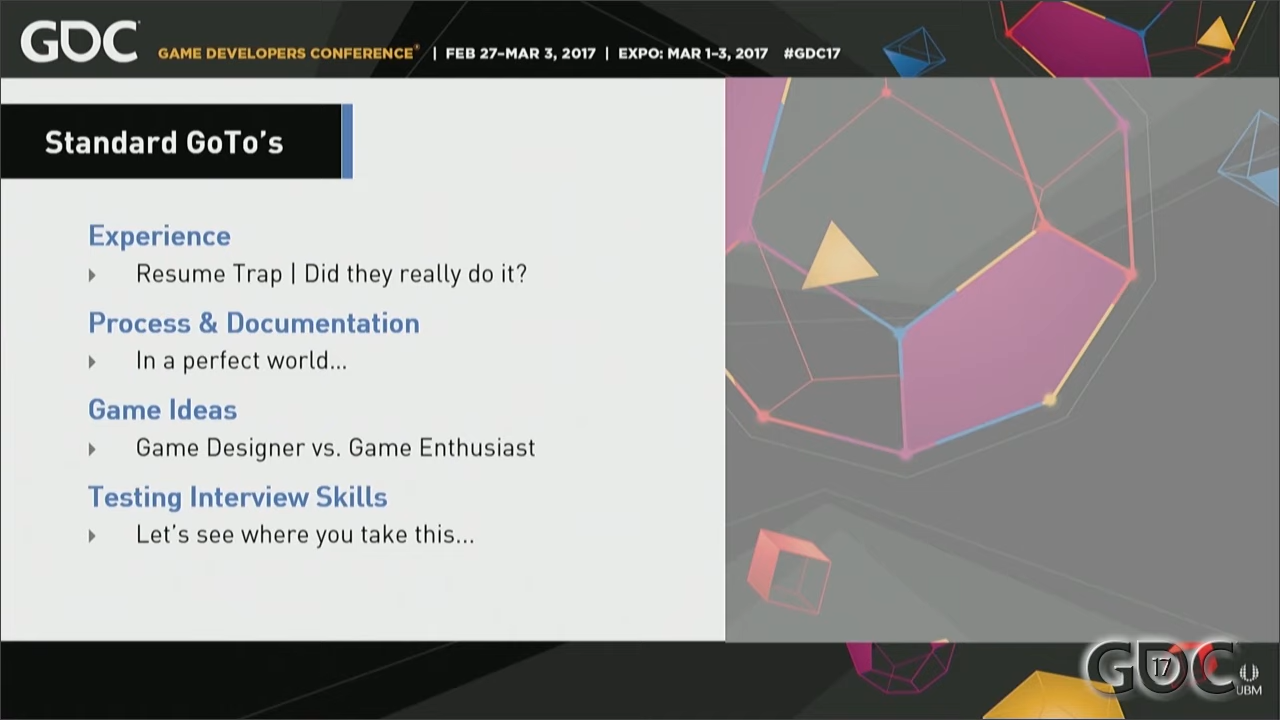 GDC GAME DEVELOPERS CONFERENCE® | FEB 27–MAR 3, 2017 | EXPO: MAR 1–3, 2017 #GDC17
Standard GoTo's
Experience
Resume Trap | Did they really do it?
Process & Documentation
In a perfect world...
Game Ideas
Game Designer vs. Game Enthusiast
Testing Interview Skills
Let's see where you take this...
GDC 17
UBM